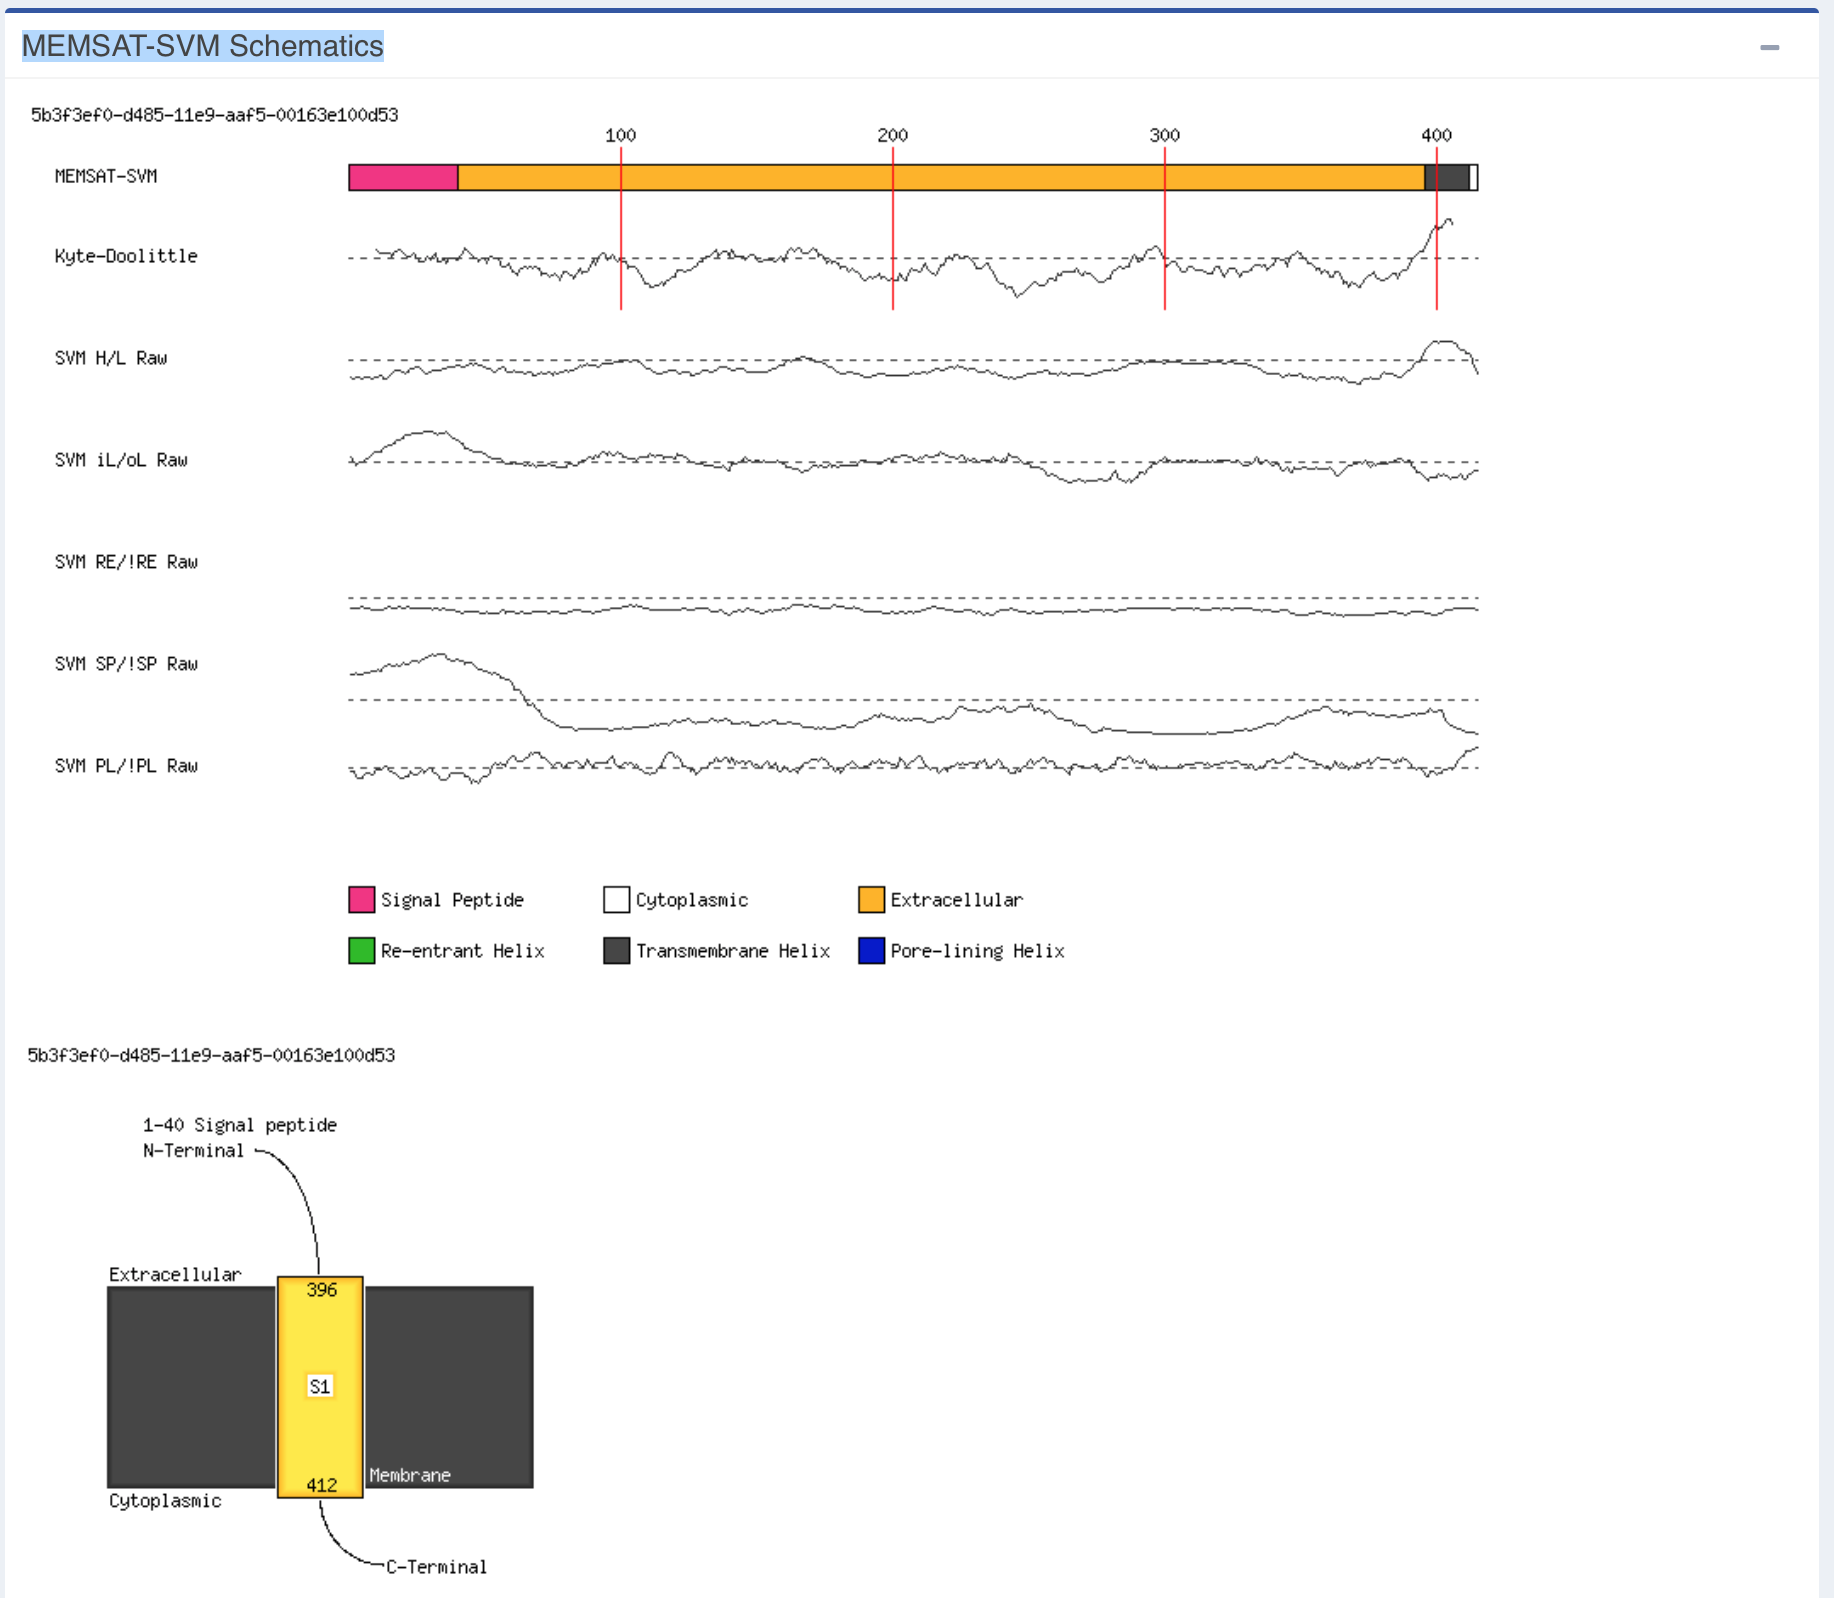 MEMSAT-SVM Schematics
5b3f3ef0-d485-11e9-aaf5-00163e100d53
100 200 300 400
MEMSAT-SVM
Kyte-Doolittle
SVM H/L Raw
SVM iL/oL Raw
SVM RE/!RE Raw
SVM SP/!SP Raw
SVM PL/!PL Raw
Signal Peptide Cytoplasmic Extracellular
Re-entrant Helix Transmembrane Helix Pore-lining Helix
5b3f3ef0-d485-11e9-aaf5-00163e100d53
1-40 Signal peptide
N-Terminal
Extracellular
396
S1
Membrane
412
Cytoplasmic
C-Terminal